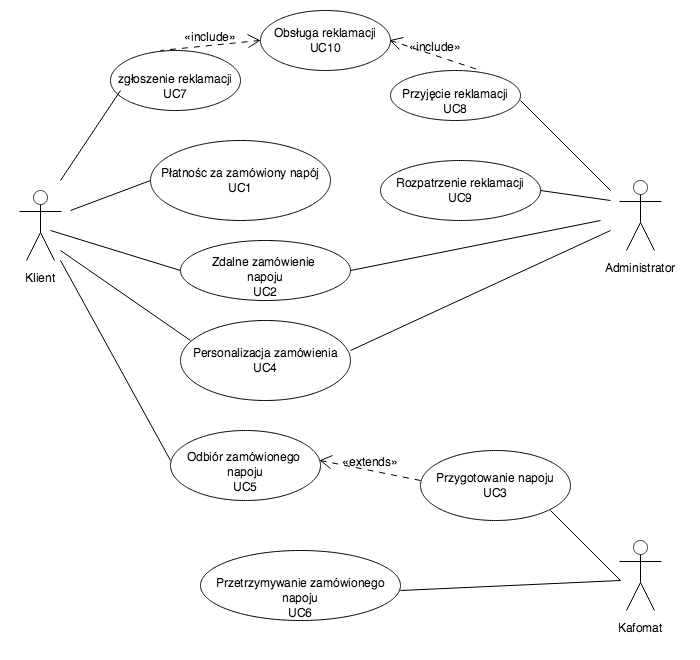 Obsługa reklamacji
UC10
«include»
«include»
zgłoszenie reklamacji
UC7
Przyjęcie reklamacji
UC8
Płatnośc za zamówiony napój
UC1
Rozpatrzenie reklamacji
UC9
Klient
Administrator
Zdalne zamówienie
napoju
UC2
Personalizacja zamówienia
UC4
Odbiór zamówionego
napoju
UC5
«extends»
Przygotowanie napoju
UC3
Przetrzymywanie zamówionego
napoju
UC6
Kafomat